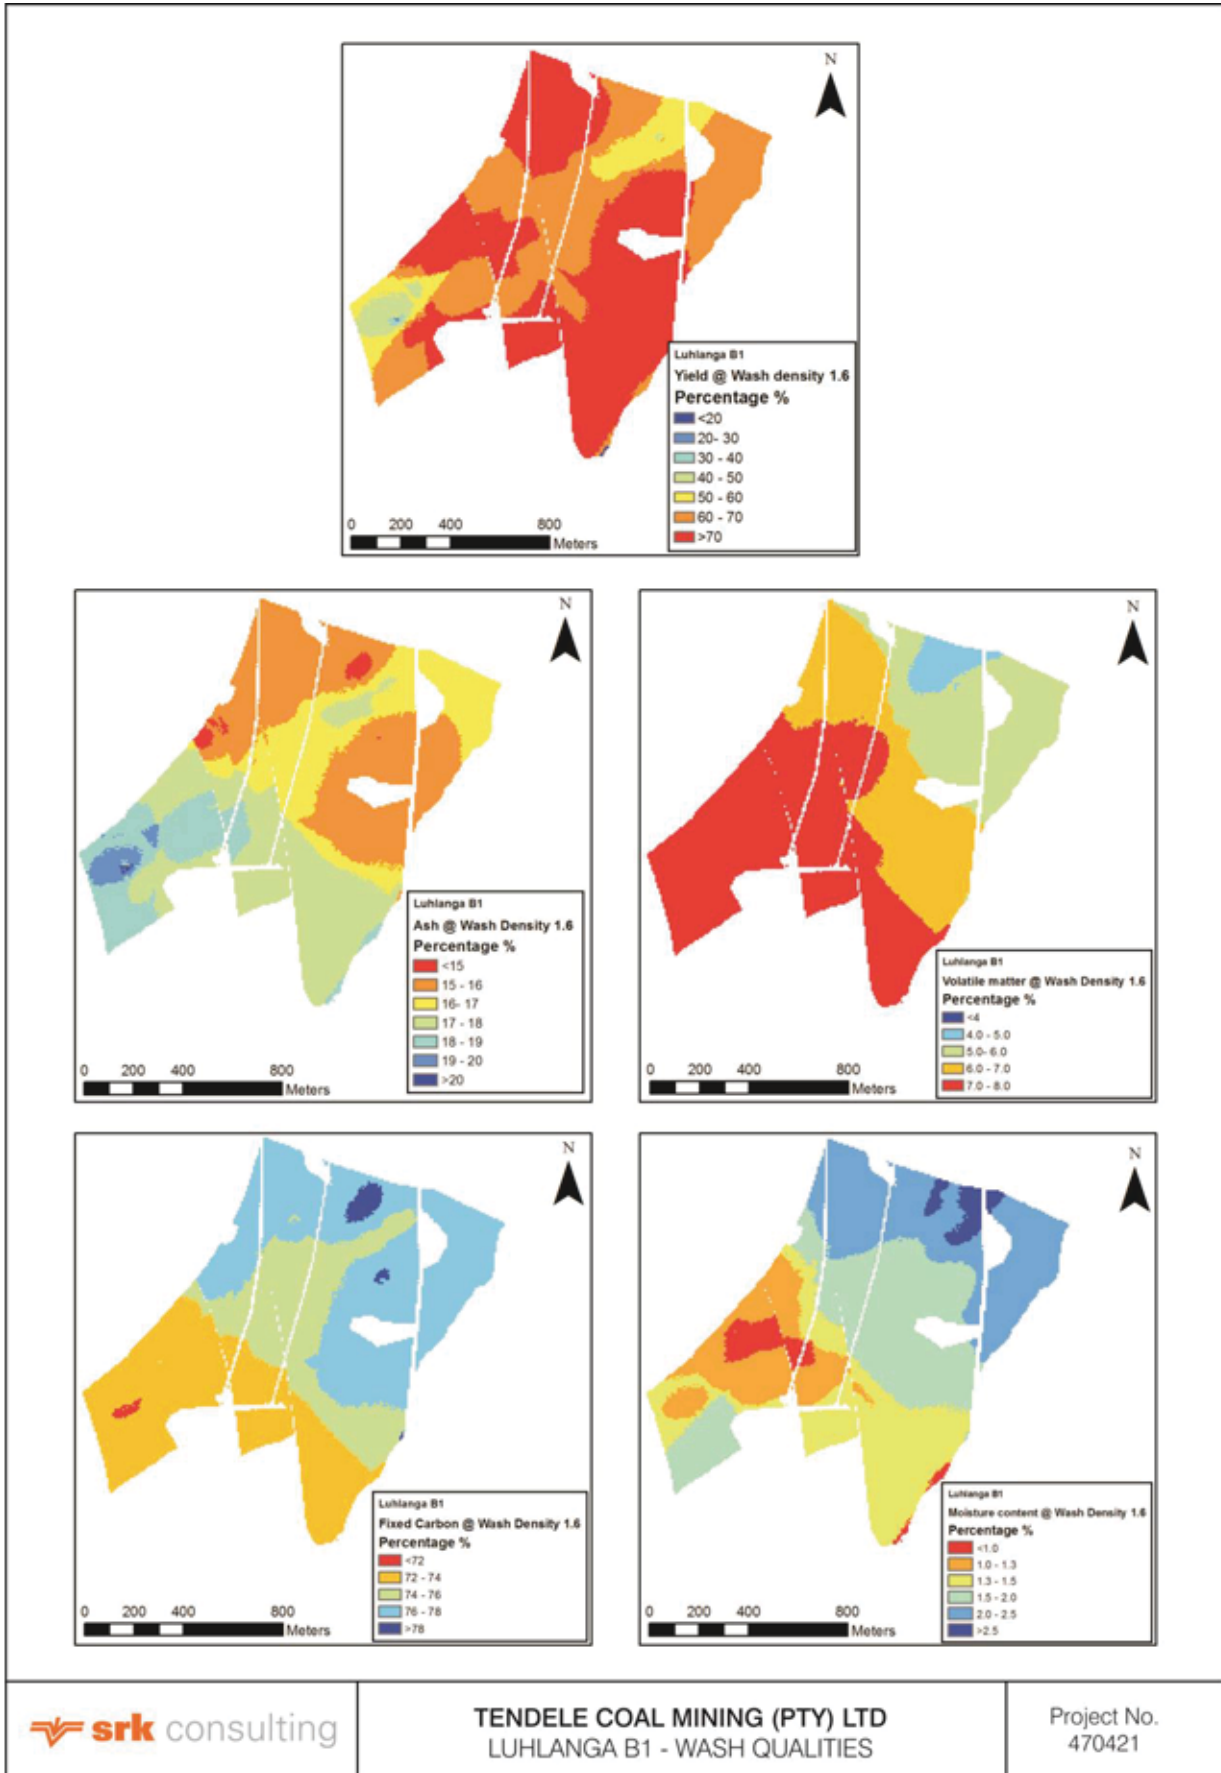 N
Luhlanga B1
Yield @ Wash density 1.6
Percentage %
<20
20- 30
30 - 40
40 - 50
50 - 60
60 - 70
>70
0 200 400 800
Meters
N
Luhlanga B1
Ash @ Wash Density 1.6
Percentage %
<15
15 - 16
16- 17
17 - 18
18 - 19
19 - 20
>20
0 200 400 800
Meters
N
Luhlanga B1
Volatile matter @ Wash Density 1.6
Percentage %
<4
4.0 - 5.0
5.0- 6.0
6.0 - 7.0
7.0 - 8.0
0 200 400 800
Meters
N
Luhlanga B1
Fixed Carbon @ Wash Density 1.6
Percentage %
<72
72 - 74
74 - 76
76 - 78
>78
0 200 400 800
Meters
N
Luhlanga B1
Moisture content @ Wash Density 1.6
Percentage %
<1.0
1.0 - 1.3
1.3 - 1.5
1.5 - 2.0
2.0 - 2.5
>2.5
0 200 400 800
Meters
srk consulting
TENDELE COAL MINING (PTY) LTD
LUHLANGA B1 - WASH QUALITIES
Project No.
470421